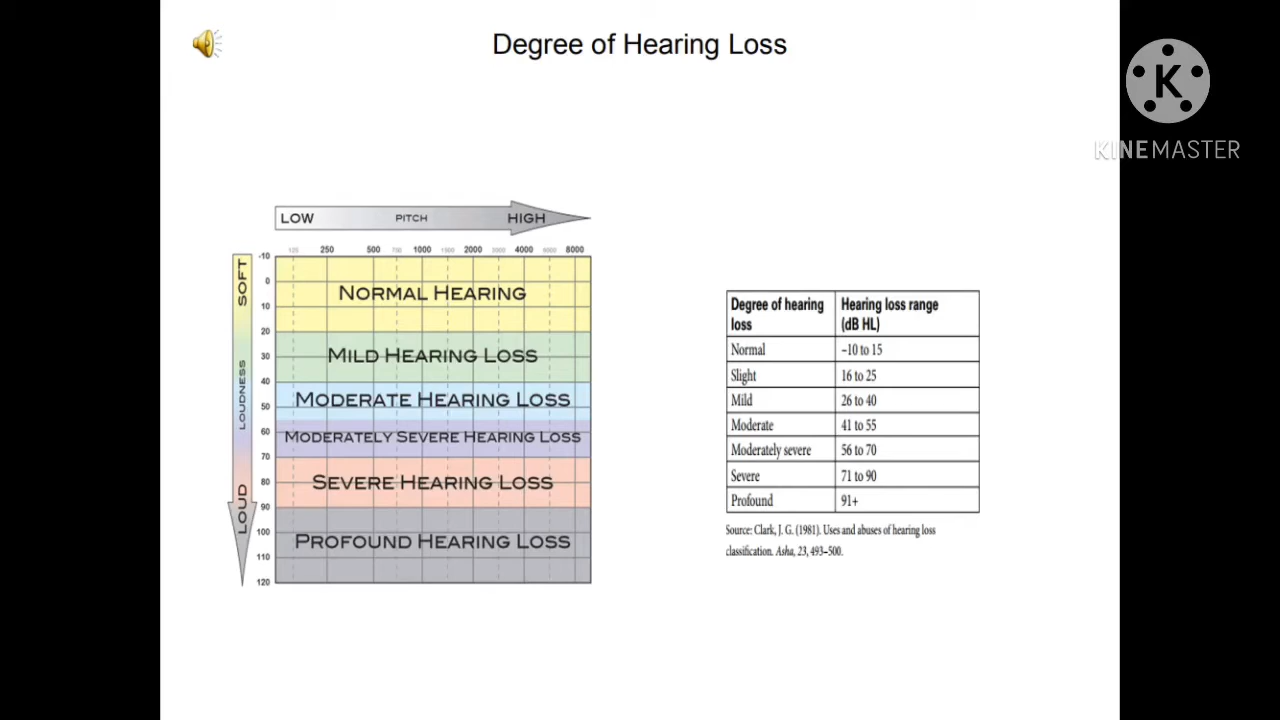 Degree of Hearing Loss
KINEMASTER
K
LOW PITCH HIGH
125 250 500 750 1000 1500 2000 3000 4000 6000 8000
SOFT
LOUDNESS
LOUD
-10
0
10
20
30
40
50
60
70
80
90
100
110
120
NORMAL HEARING
MILD HEARING LOSS
MODERATE HEARING LOSS
MODERATELY SEVERE HEARING LOSS
SEVERE HEARING LOSS
PROFOUND HEARING LOSS
Degree of hearing loss Hearing loss range (dB HL)
Normal –10 to 15
Slight 16 to 25
Mild 26 to 40
Moderate 41 to 55
Moderately severe 56 to 70
Severe 71 to 90
Profound 91+
Source: Clark, J. G. (1981). Uses and abuses of hearing loss
classification. Asha, 23, 493–500.